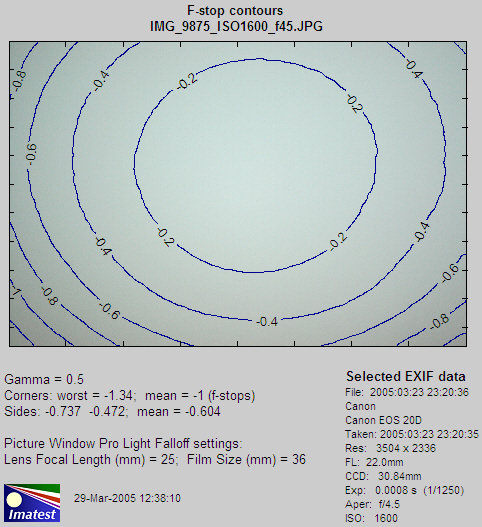 F-stop contours
IMG_9875_ISO1600_f45.JPG
-0.8
-0.4
-0.2
-0.4
-0.2
-0.6
-0.4
-0.2
-0.2
-0.4
-0.6
-1
-0.8
-0.6
-0.4
-0.8
Gamma = 0.5
Corners: worst = -1.34;  mean = -1 (f-stops)
Sides: -0.737  -0.472;  mean = -0.604
Picture Window Pro Light Falloff settings:
Lens Focal Length (mm) = 25;  Film Size (mm) = 36
29-Mar-2005 12:38:10
Imatest
Selected EXIF data
File:  2005:03:23 23:20:36
Canon
Canon EOS 20D
Taken: 2005:03:23 23:20:35
Res:   3504 x 2336
FL:  22.0mm
CCD:   30.84mm
Exp:   0.0008 s  (1/1250)
Aper:  f/4.5
ISO:   1600